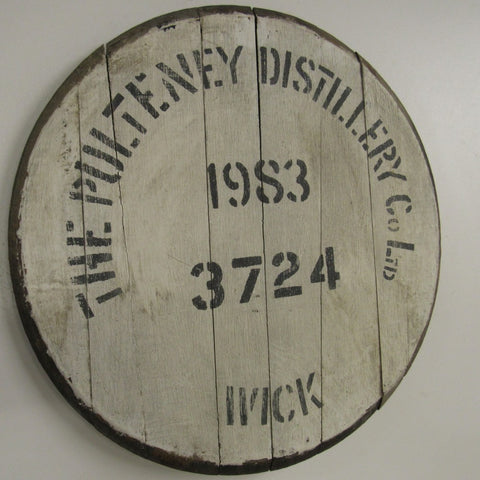 THE PULTENEY DISTILLERY Co LTD
1983
3724
WICK